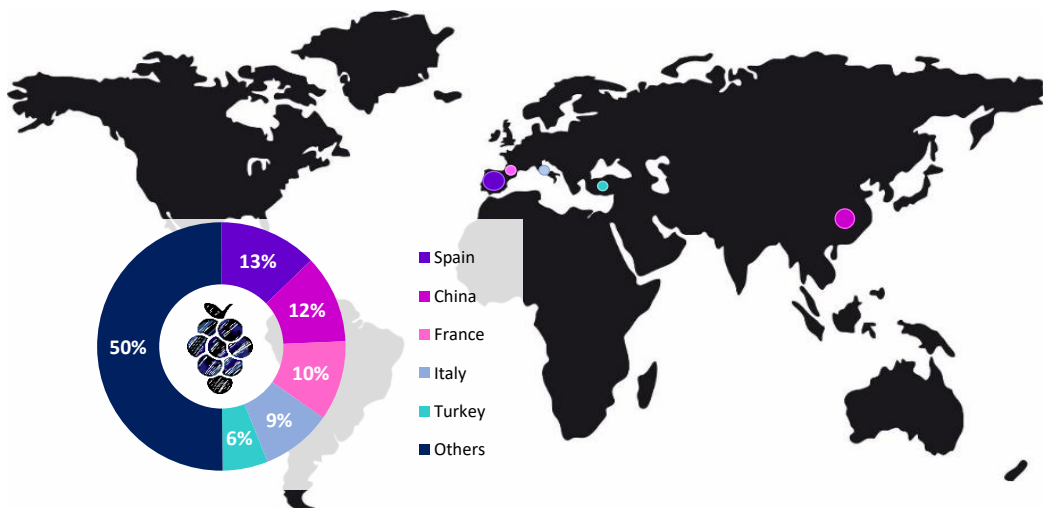 13%
12%
10%
9%
6%
50%
Spain
China
France
Italy
Turkey
Others